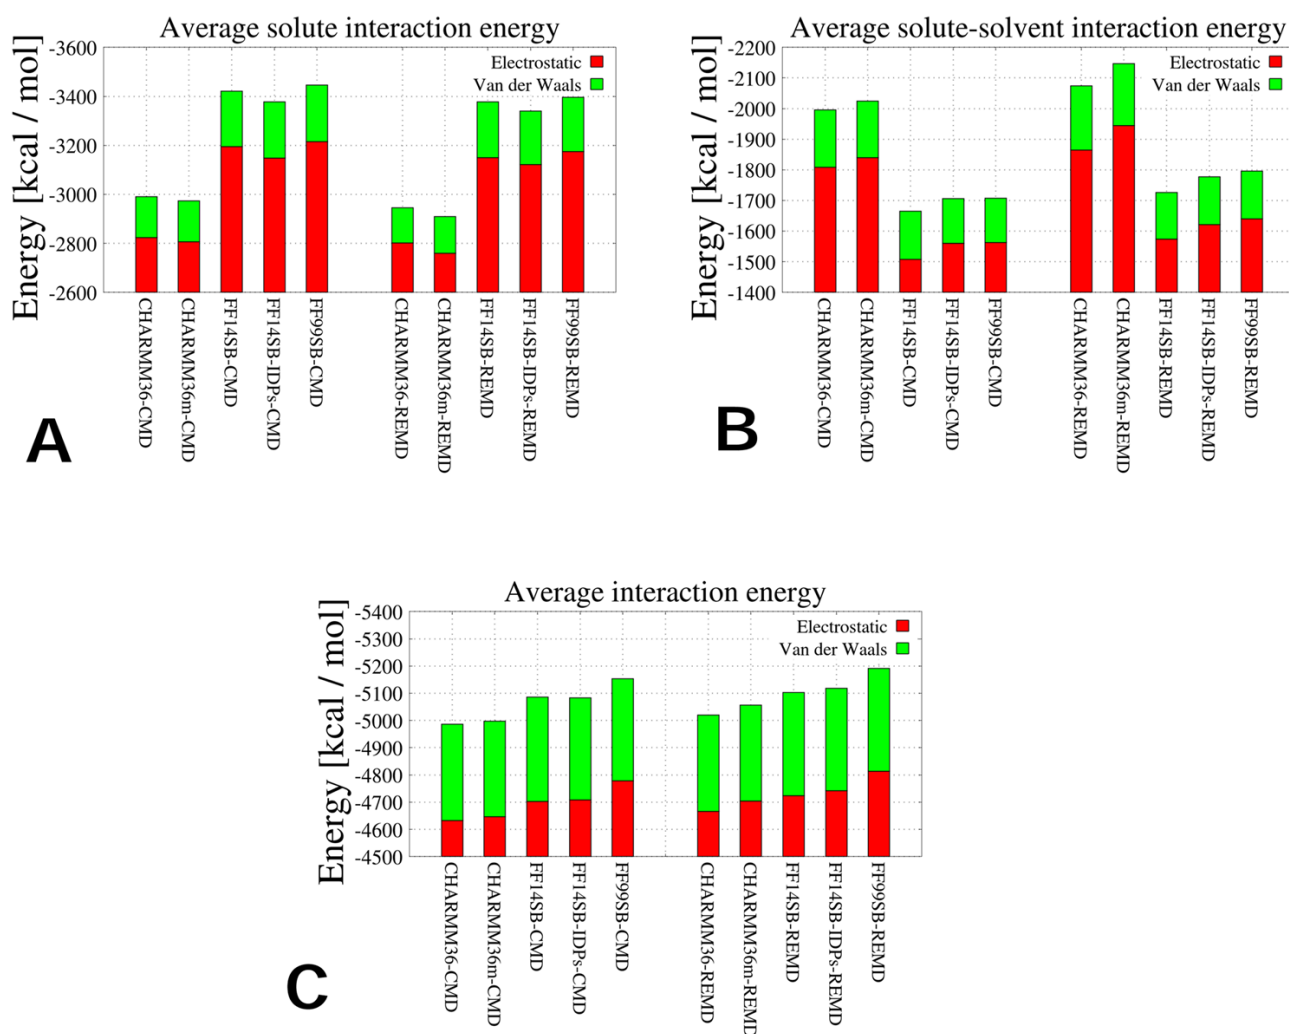 Average solute interaction energy
Energy [kcal / mol]
-3600
-3400
-3200
-3000
-2800
-2600
Electrostatic
Van der Waals
CHARMM36-CMD
CHARMM36m-CMD
FF14SB-CMD
FF14SB-IDPs-CMD
FF99SB-CMD
CHARMM36-REMD
CHARMM36m-REMD
FF14SB-REMD
FF14SB-IDPs-REMD
FF99SB-REMD
A
Average solute-solvent interaction energy
Energy [kcal / mol]
-2200
-2100
-2000
-1900
-1800
-1700
-1600
-1500
-1400
Electrostatic
Van der Waals
CHARMM36-CMD
CHARMM36m-CMD
FF14SB-CMD
FF14SB-IDPs-CMD
FF99SB-CMD
CHARMM36-REMD
CHARMM36m-REMD
FF14SB-REMD
FF14SB-IDPs-REMD
FF99SB-REMD
B
Average interaction energy
Energy [kcal / mol]
-5400
-5300
-5200
-5100
-5000
-4900
-4800
-4700
-4600
-4500
Electrostatic
Van der Waals
CHARMM36-CMD
CHARMM36m-CMD
FF14SB-CMD
FF14SB-IDPs-CMD
FF99SB-CMD
CHARMM36-REMD
CHARMM36m-REMD
FF14SB-REMD
FF14SB-IDPs-REMD
FF99SB-REMD
C